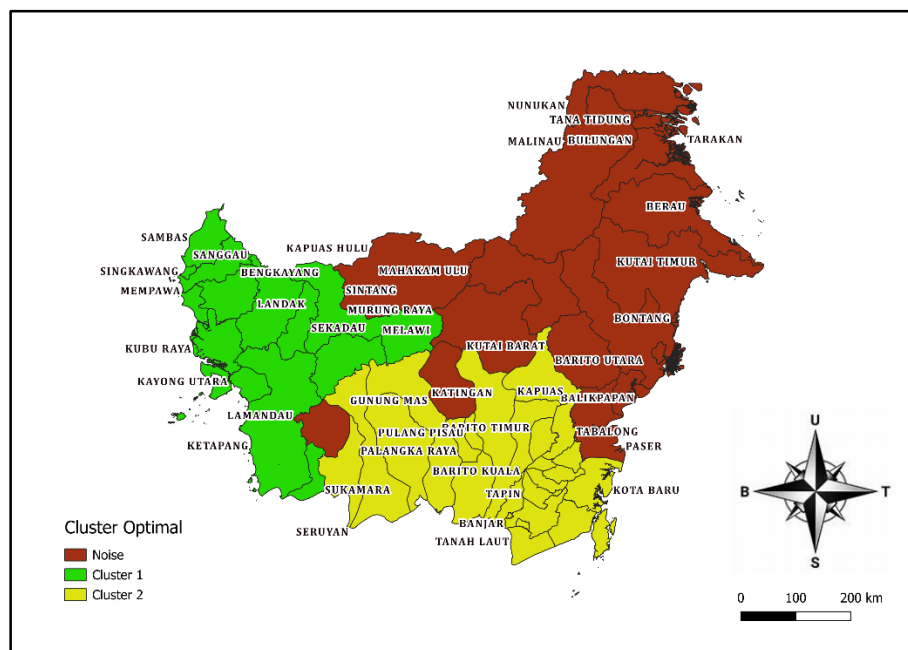 NUNUKAN
TANA TIDUNG
MALINAU BULUNGAN
TARAKAN
BERAU
SAMBAS
KAPUAS HULU
SANGGAU
KUTAI TIMUR
SINGKAWANG
BENGKAYANG
MAHAKAM ULU
MEMPAWA
SINTANG
LANDAK
MURUNG RAYA
BONTANG
SEKADAU
MELAWI
KUBU RAYA
KUTAI BARAT
BARITO UTARA
KAYONG UTARA
KATINGAN
KAPUAS
GUNUNG MAS
BALIKPAPAN
LAMANDAU
PULANG PISAU
BARITO TIMUR
TABALONG
KETAPANG
PALANGKA RAYA
PASER
BARITO KUALA
SUKAMARA
TAPIN
KOTA BARU
SERUYAN
BANJAR
TANAH LAUT
U
B
T
S
Cluster Optimal
Noise
Cluster 1
Cluster 2
0 100 200 km